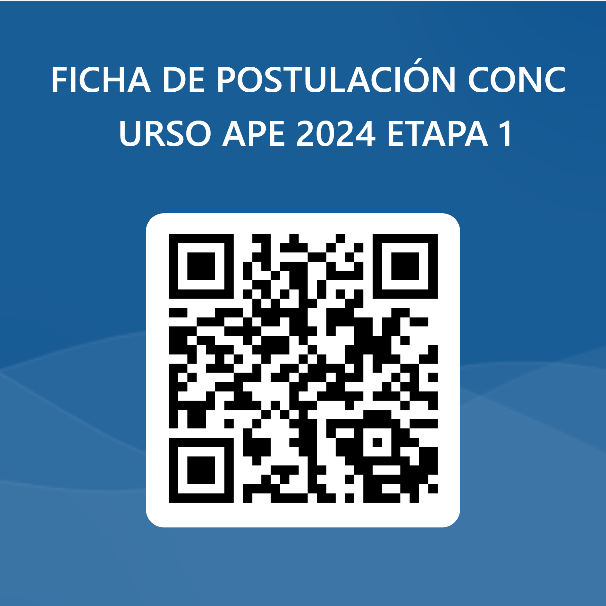 FICHA DE POSTULACIÓN CONC
URSO APE 2024 ETAPA 1